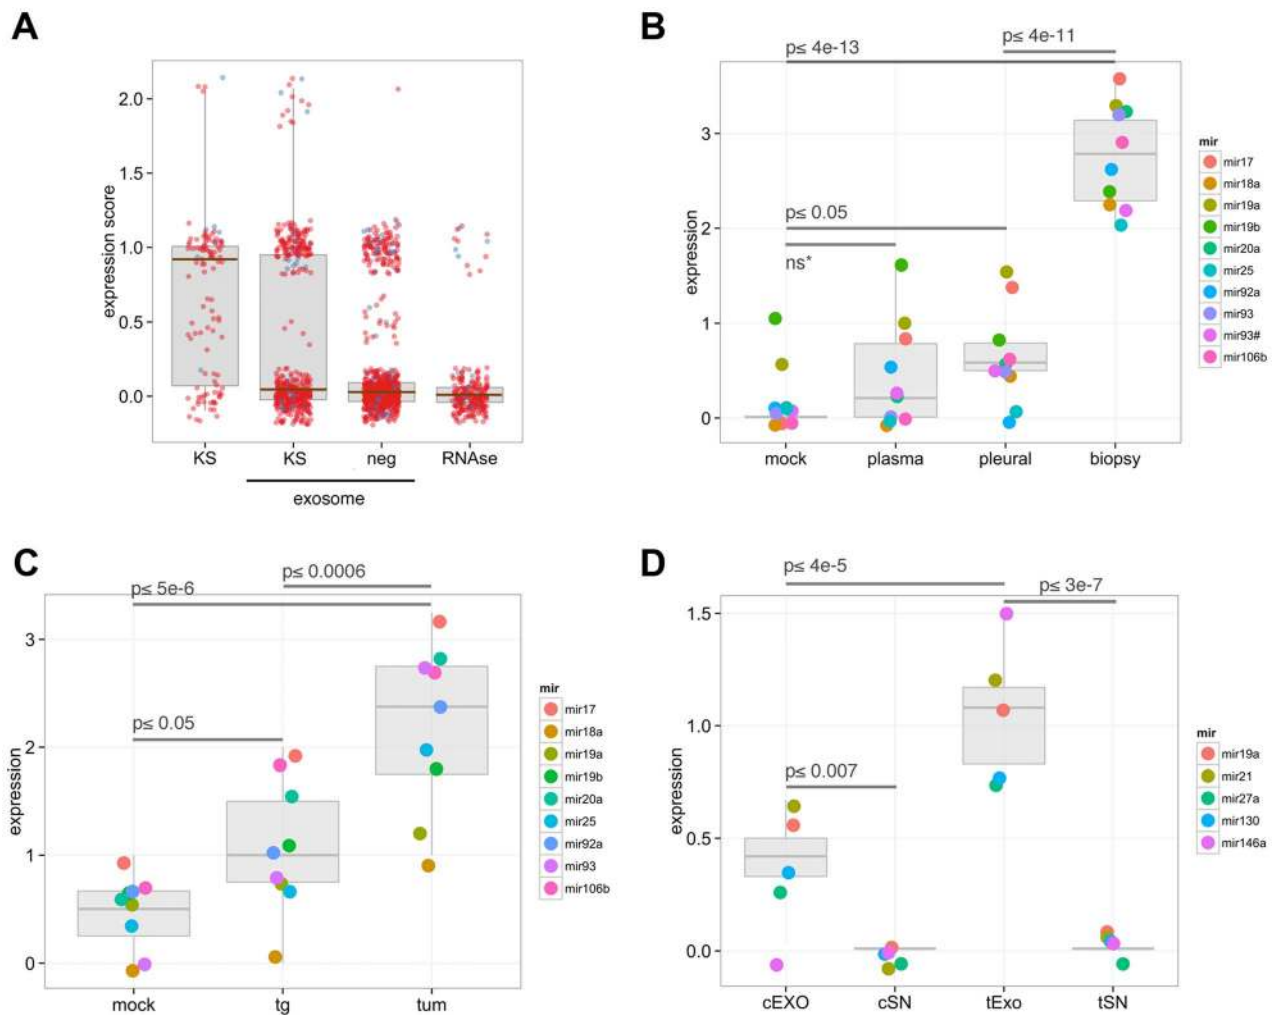 A
expression score
2.0
1.5
1.0
0.5
0.0
KS
KS
neg
RNAse
exosome
B
p≤ 4e-11
p≤ 4e-13
p≤ 0.05
ns*
expression
3
2
1
0
mock
plasma
pleural
biopsy
mir
mir17
mir18a
mir19a
mir19b
mir20a
mir25
mir92a
mir93
mir93#
mir106b
C
p≤ 0.0006
p≤ 5e-6
p≤ 0.05
expression
3
2
1
0
mock
tg
tum
mir
mir17
mir18a
mir19a
mir19b
mir20a
mir25
mir92a
mir93
mir106b
D
p≤ 4e-5
p≤ 3e-7
p≤ 0.007
expression
1.5
1.0
0.5
0.0
cEXO
cSN
tExo
tSN
mir
mir19a
mir21
mir27a
mir130
mir146a